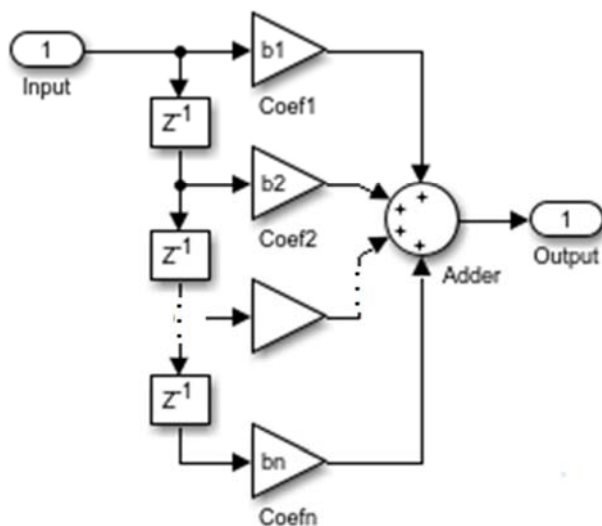 1
Input
b1
Coef1
Z-1
b2
Coef2
Z-1
+
+
+
+
Adder
1
Output
Z-1
bn
Coefn